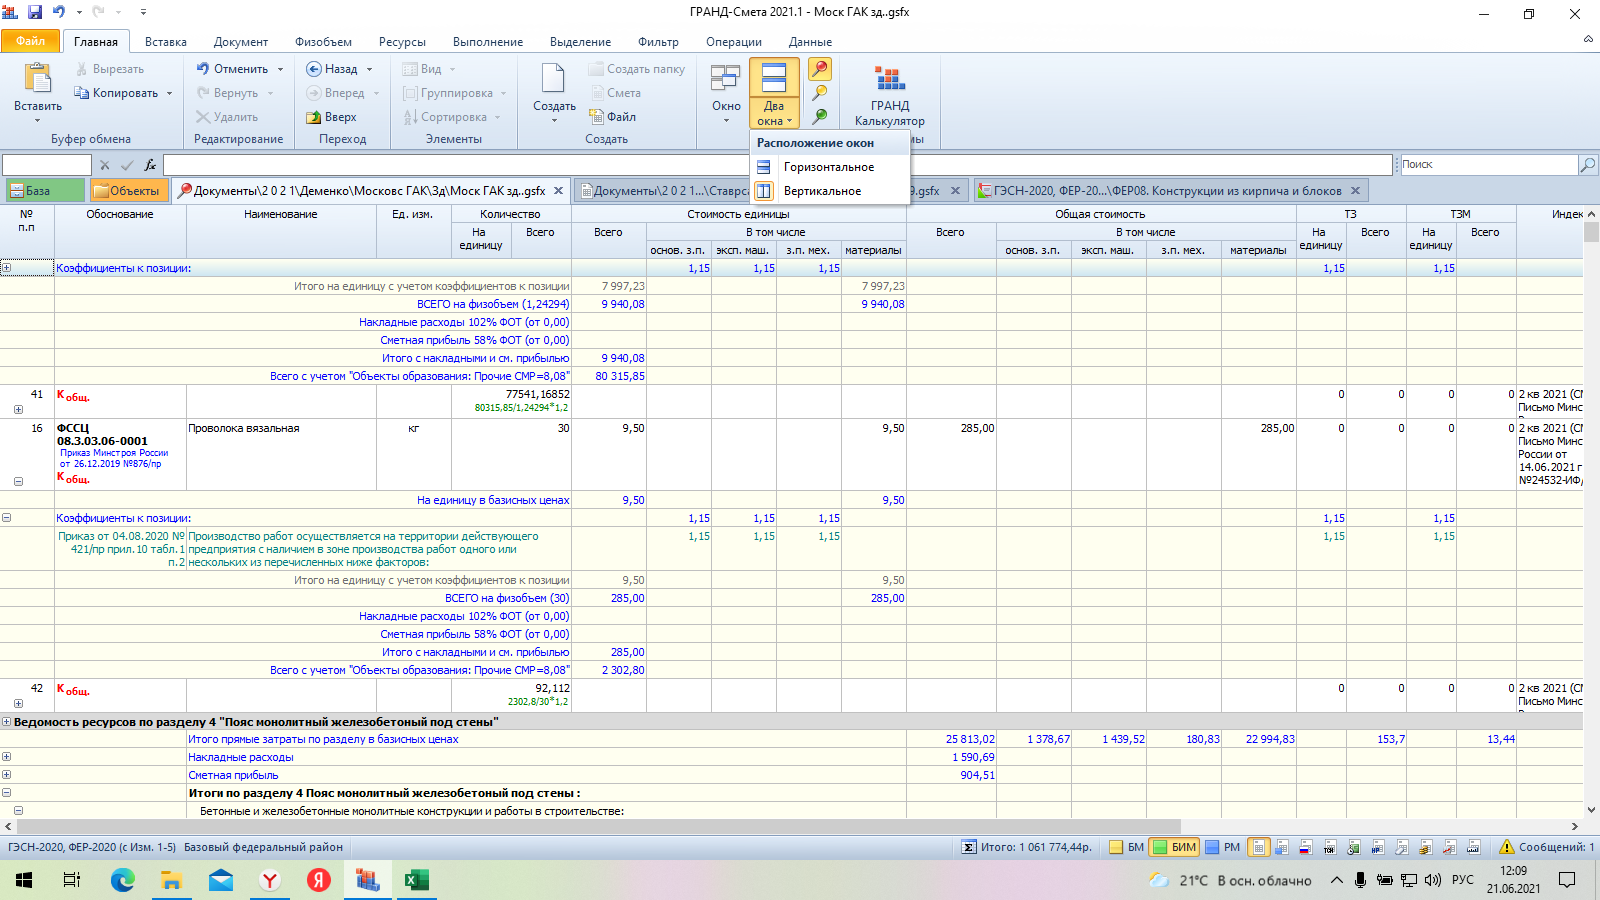 ГРАНД-Смета 2021.1 - Моск ГАК зд..gsfx
Файл Главная Вставка Документ Физобъем Ресурсы Выполнение Выделение Фильтр Операции Данные
Вставить
Вырезать
Копировать
Буфер обмена
Отменить
Вернуть
Удалить
Редактирование
Назад
Вперед
Вверх
Переход
Вид
Группировка
Сортировка
Элементы
Создать
Создать папку
Смета
Файл
Создать
Окно
Два окна
ГРАНД Калькулятор
Расположение окон
Горизонтальное
Вертикальное
fx
Поиск
База
Объекты
Документы\2 0 2 1\Деменко\Московс ГАК\Зд\Моск ГАК зд..gsfx
Документы\2 0 2 1...\Ставрса
9.gsfx
ГЭСН-2020, ФЕР-20...\ФЕР08. Конструкции из кирпича и блоков
№ п.п Обоснование Наименование Ед. изм. Количество Стоимость единицы Общая стоимость ТЗ ТЗМ Индек
На единицу Всего Всего В том числе Всего В том числе На единицу Всего На единицу Всего
основ. з.п. эксп. маш. з.п. мех. материалы основ. з.п. эксп. маш. з.п. мех. материалы
Коэффициенты к позиции: 1,15 1,15 1,15 1,15 1,15
Итого на единицу с учетом коэффициентов к позиции 7 997,23 7 997,23
ВСЕГО на физобъем (1,24294) 9 940,08 9 940,08
Накладные расходы 102% ФОТ (от 0,00)
Сметная прибыль 58% ФОТ (от 0,00)
Итого с накладными и см. прибылью 9 940,08
Всего с учетом "Объекты образования: Прочие СМР=8,08" 80 315,85
41 К общ. 77541,16852 0 0 0 0 2 кв 2021 (СМ
80315,85/1,24294*1,2 Письмо Минс
16 ФССЦ Проволока вязальная кг 30 9,50 9,50 285,00 285,00 0 0 0 0 2 кв 2021 (СМ
08.3.03.06-0001 Письмо Минс
Приказ Минстроя России России от
от 26.12.2019 №876/пр 14.06.2021 г
К общ. №24532-ИФ/
На единицу в базисных ценах 9,50 9,50
Коэффициенты к позиции: 1,15 1,15 1,15 1,15 1,15
Приказ от 04.08.2020 № Производство работ осуществляется на территории действующего 1,15 1,15 1,15 1,15 1,15
421/пр прил.10 табл.1 предприятия с наличием в зоне производства работ одного или
п.2 нескольких из перечисленных ниже факторов:
Итого на единицу с учетом коэффициентов к позиции 9,50 9,50
ВСЕГО на физобъем (30) 285,00 285,00
Накладные расходы 102% ФОТ (от 0,00)
Сметная прибыль 58% ФОТ (от 0,00)
Итого с накладными и см. прибылью 285,00
Всего с учетом "Объекты образования: Прочие СМР=8,08" 2 302,80
42 К общ. 92,112 0 0 0 0 2 кв 2021 (СМ
2302,8/30*1,2 Письмо Минс
Ведомость ресурсов по разделу 4 "Пояс монолитный железобетоный под стены"
Итого прямые затраты по разделу в базисных ценах 25 813,02 1 378,67 1 439,52 180,83 22 994,83 153,7 13,44
Накладные расходы 1 590,69
Сметная прибыль 904,51
Итоги по разделу 4 Пояс монолитный железобетоный под стены :
Бетонные и железобетонные монолитные конструкции и работы в строительстве:
ГЭСН-2020, ФЕР-2020 (с Изм. 1-5) Базовый федеральный район Итого: 1 061 774,44р. БМ БИМ РМ Сообщений: 1
21°C В осн. облачно РУС 12:09
21.06.2021